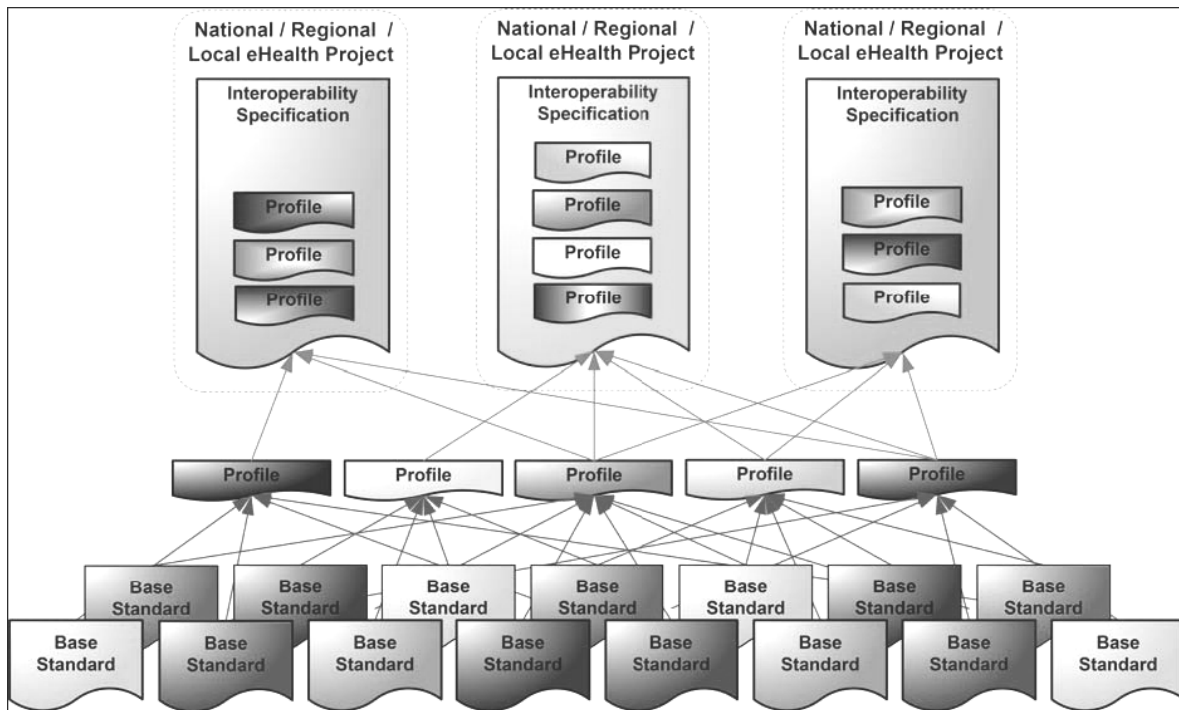 National / Regional /
Local eHealth Project
National / Regional /
Local eHealth Project
National / Regional /
Local eHealth Project
Interoperability
Specification
Profile
Profile
Profile
Interoperability
Specification
Profile
Profile
Profile
Profile
Interoperability
Specification
Profile
Profile
Profile
Profile
Profile
Profile
Profile
Profile
Base
Standard
Base
Standard
Base
Standard
Base
Standard
Base
Standard
Base
Standard
Base
Standard
Base
Standard
Base
Standard
Base
Standard
Base
Standard
Base
Standard
Base
Standard
Base
Standard
Base
Standard